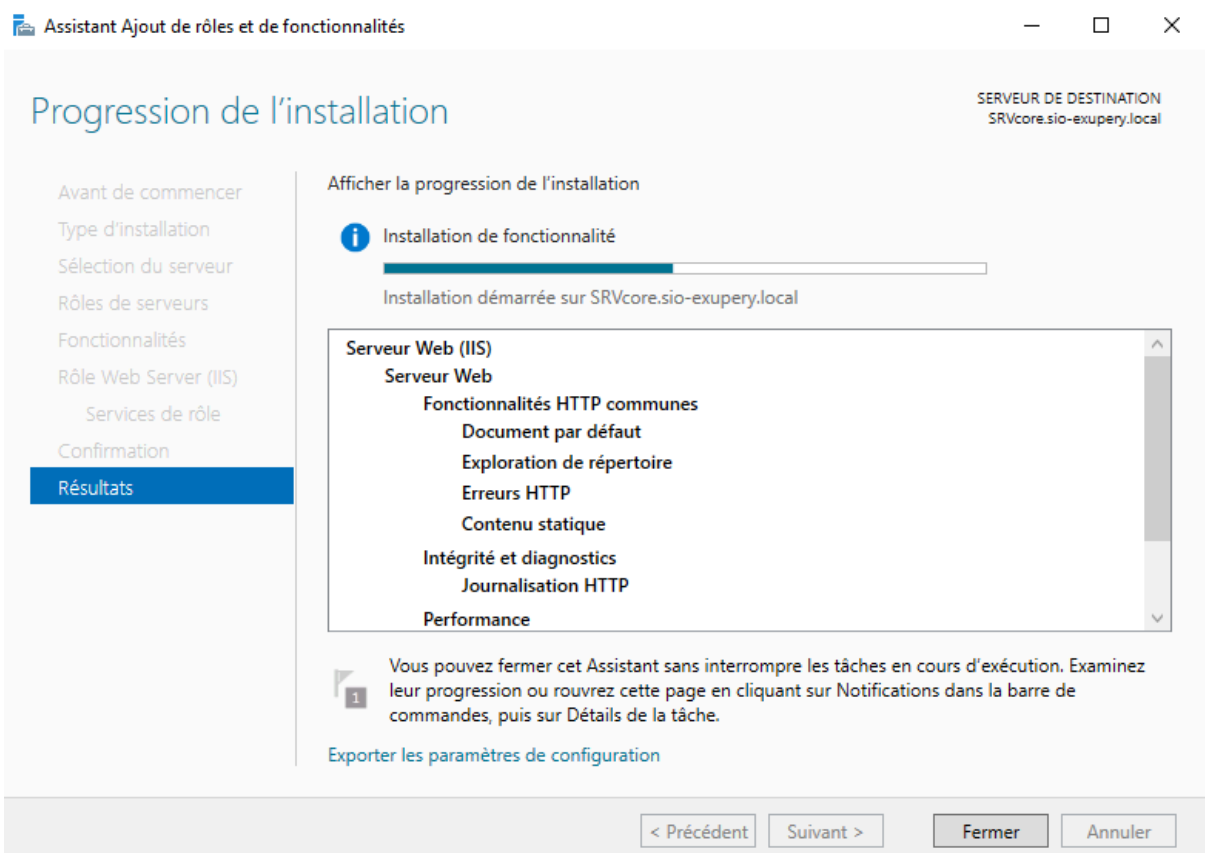 Assistant Ajout de rôles et de fonctionnalités
Progression de l’installation
SERVEUR DE DESTINATION
SRVcore.sio-exupery.local
Avant de commencer
Type d’installation
Sélection du serveur
Rôles de serveurs
Fonctionnalités
Rôle Web Server (IIS)
Services de rôle
Confirmation
Résultats
Afficher la progression de l’installation
Installation de fonctionnalité
Installation démarrée sur SRVcore.sio-exupery.local
Serveur Web (IIS)
Serveur Web
Fonctionnalités HTTP communes
Document par défaut
Exploration de répertoire
Erreurs HTTP
Contenu statique
Intégrité et diagnostics
Journalisation HTTP
Performance
Vous pouvez fermer cet Assistant sans interrompre les tâches en cours d’exécution. Examinez
leur progression ou rouvrez cette page en cliquant sur Notifications dans la barre de
commandes, puis sur Détails de la tâche.
1
Exporter les paramètres de configuration
< Précédent
Suivant >
Fermer
Annuler